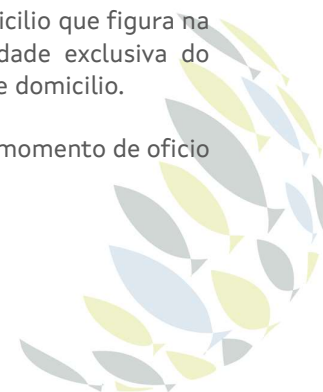 icilio que figura na
dade exclusiva do
e domicilio.
momento de oficio